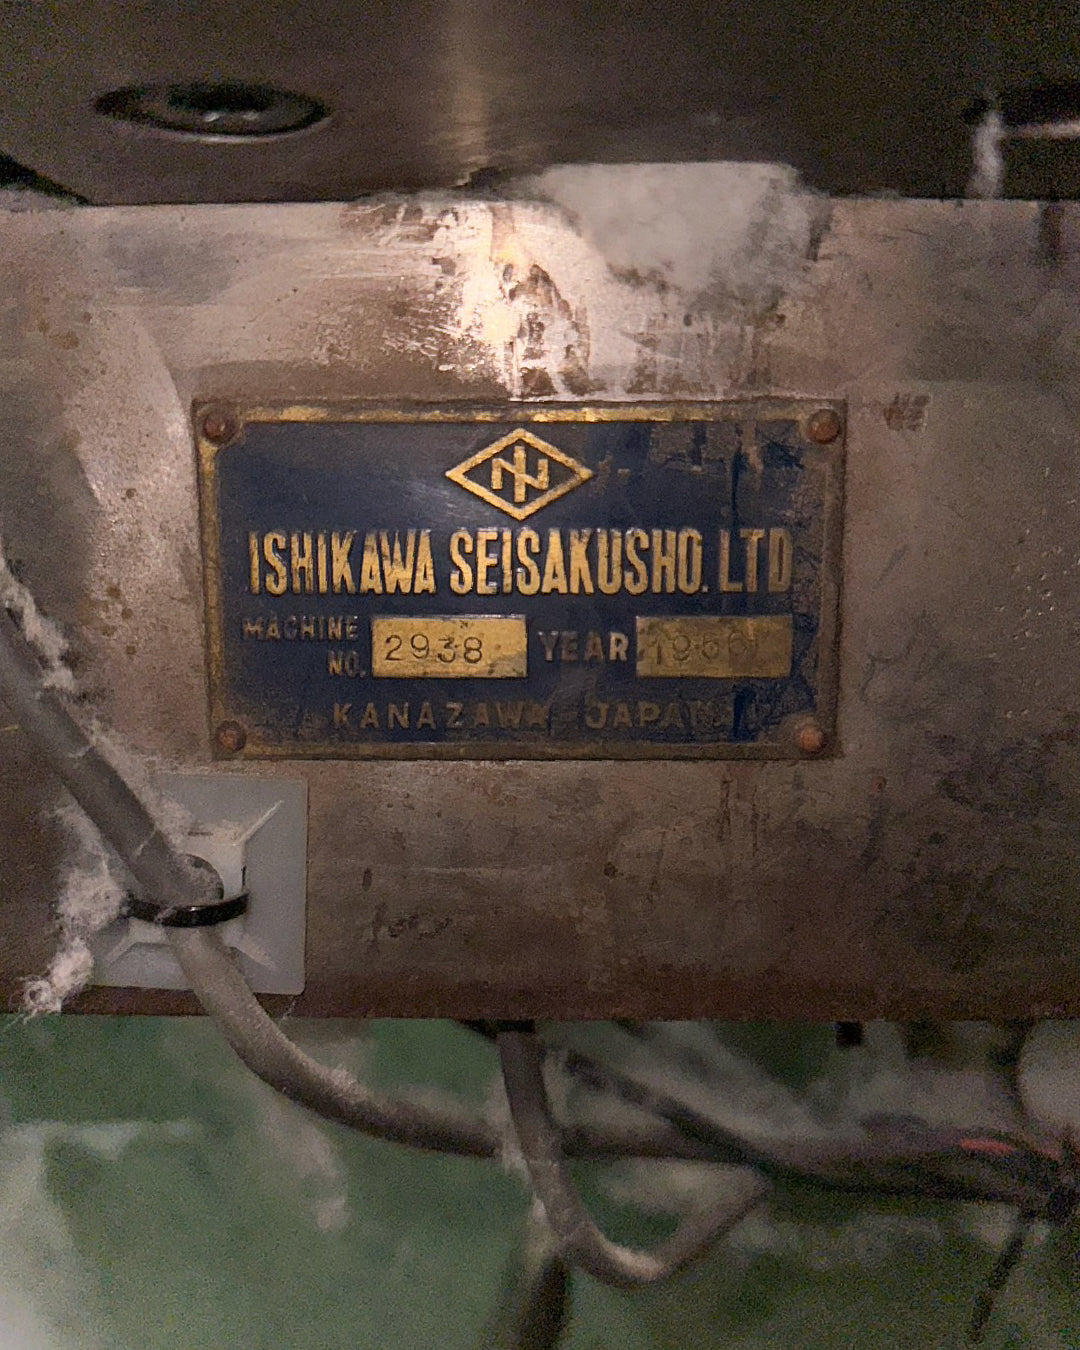 ISHIKAWA SEISAKUSHO. LTD
MACHINE NO. 2938 YEAR
KANAZAWA JAPAN